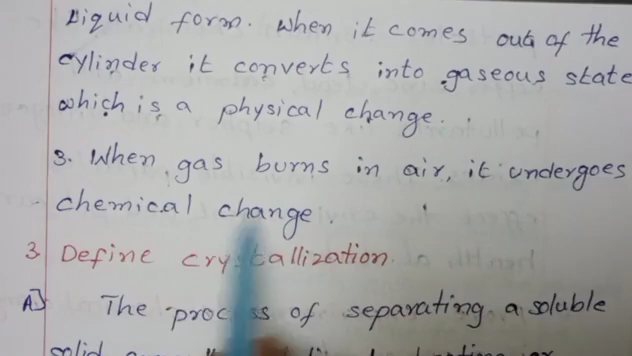 Liquid form. When it comes out of the
cylinder it converts into gaseous state
which is a physical change.
3. When gas burns in air, it undergoes
chemical change.
3 Define crystallization.
A] The process of separating a soluble
solid